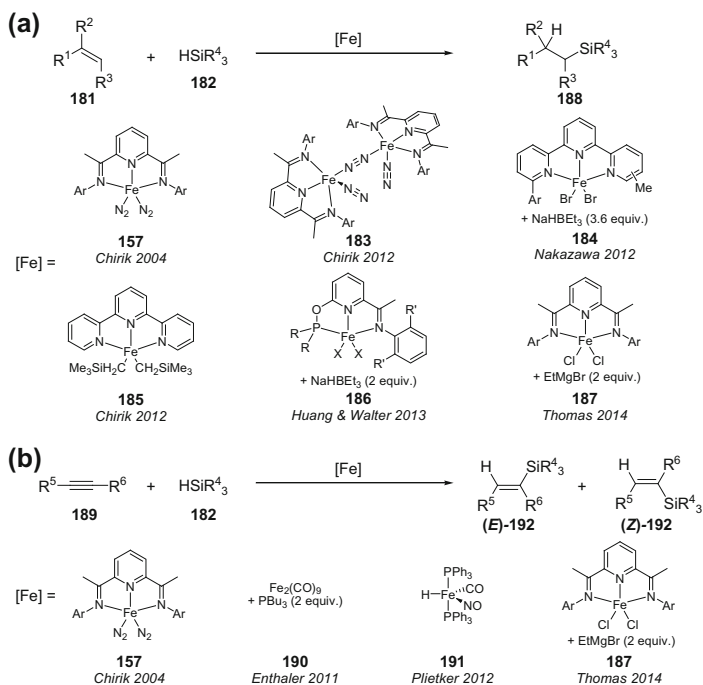 (a)
R¹ R² R³ + HSiR⁴₃ [Fe] R¹ R² H SiR⁴₃ R³
181 182 188
[Fe] =
N N N Ar Ar Fe N₂ N₂
157
Chirik 2004
Ar N N N Ar Fe N≡N N≡N Ar N N N Ar Fe N≡N
183
Chirik 2012
N N N Ar Fe Br Br Me
+ NaHBEt₃ (3.6 equiv.)
184
Nakazawa 2012
N N N Fe Me₃SiH₂C CH₂SiMe₃
185
Chirik 2012
O N R P R Fe N X X R' R'
+ NaHBEt₃ (2 equiv.)
186
Huang & Walter 2013
N N N Ar Ar Fe Cl Cl
+ EtMgBr (2 equiv.)
187
Thomas 2014
(b)
R⁵ R⁶ + HSiR⁴₃ [Fe] H SiR⁴₃ R⁵ R⁶ + H R⁶ R⁵ SiR⁴₃
189 182 (E)-192 (Z)-192
[Fe] =
N N N Ar Ar Fe N₂ N₂
157
Chirik 2004
Fe₂(CO)₉
+ PBu₃ (2 equiv.)
190
Enthaler 2011
PPh₃
H Fe CO
NO
PPh₃
191
Plietker 2012
N N N Ar Ar Fe Cl Cl
+ EtMgBr (2 equiv.)
187
Thomas 2014